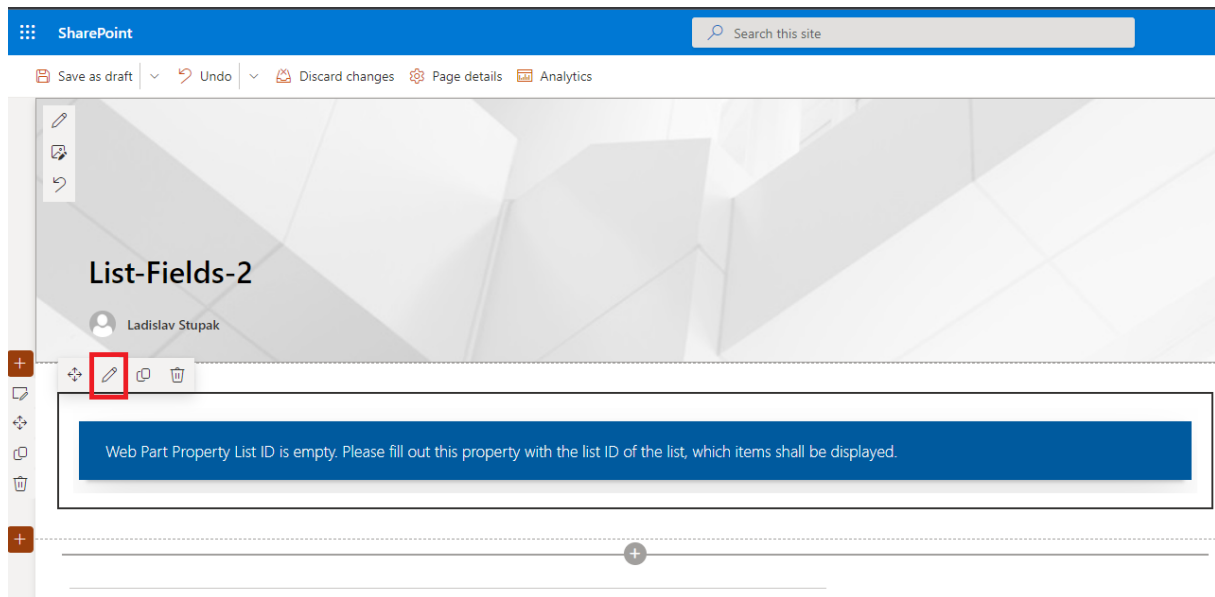 SharePoint
Search this site
Save as draft Undo Discard changes Page details Analytics
List-Fields-2
Ladislav Stupak
Web Part Property List ID is empty. Please fill out this property with the list ID of the list, which items shall be displayed.